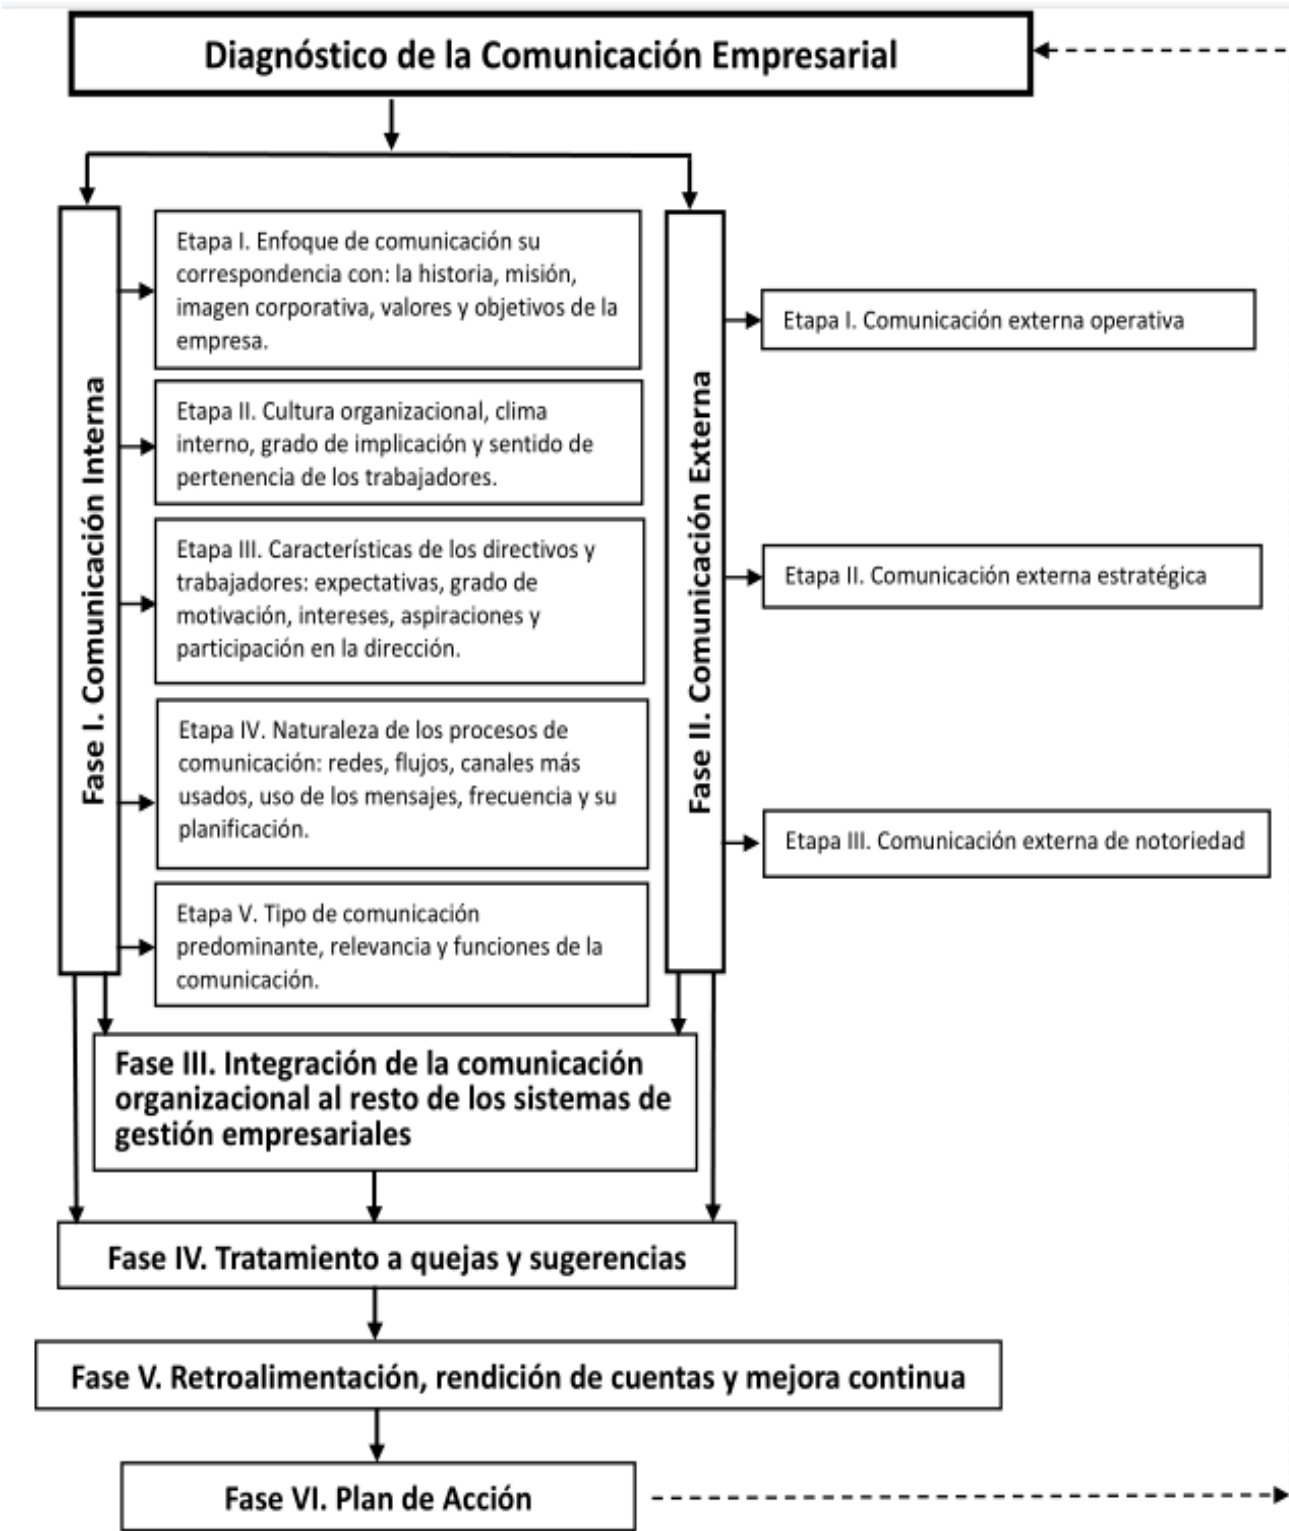 Diagnóstico de la Comunicación Empresarial
Fase I. Comunicación Interna
Etapa I. Enfoque de comunicación su
correspondencia con: la historia, misión,
imagen corporativa, valores y objetivos de la
empresa.
Etapa II. Cultura organizacional, clima
interno, grado de implicación y sentido de
pertenencia de los trabajadores.
Etapa III. Características de los directivos y
trabajadores: expectativas, grado de
motivación, intereses, aspiraciones y
participación en la dirección.
Etapa IV. Naturaleza de los procesos de
comunicación: redes, flujos, canales más
usados, uso de los mensajes, frecuencia y su
planificación.
Etapa V. Tipo de comunicación
predominante, relevancia y funciones de la
comunicación.
Fase II. Comunicación Externa
Etapa I. Comunicación externa operativa
Etapa II. Comunicación externa estratégica
Etapa III. Comunicación externa de notoriedad
Fase III. Integración de la comunicación
organizacional al resto de los sistemas de
gestión empresariales
Fase IV. Tratamiento a quejas y sugerencias
Fase V. Retroalimentación, rendición de cuentas y mejora continua
Fase VI. Plan de Acción